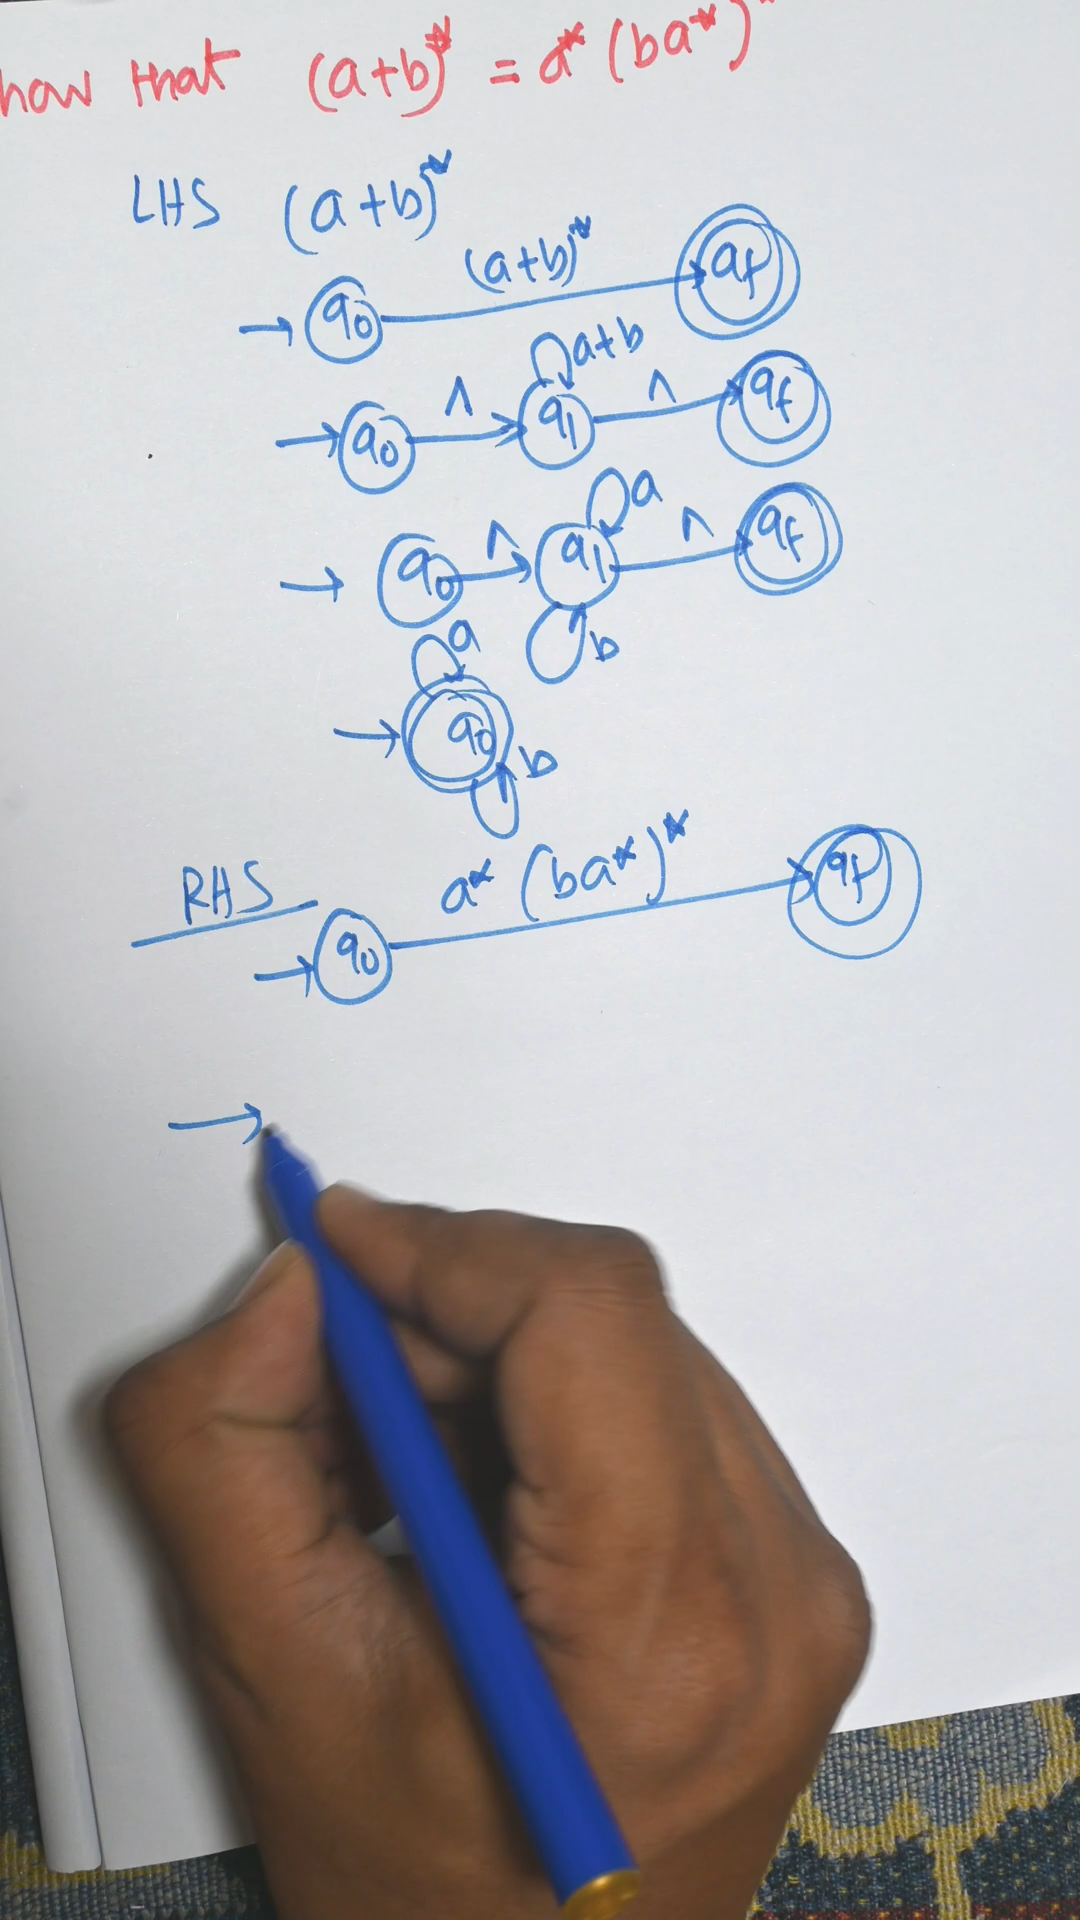 how that (a+b)* = a* (ba*)*
LHS (a+b)*
(a+b)*
q0 qf
a+b
q0 Λ q1 Λ qf
a
q0 Λ q1 Λ qf
b
a
q0
b
RHS a* (ba*)*
q0 qf